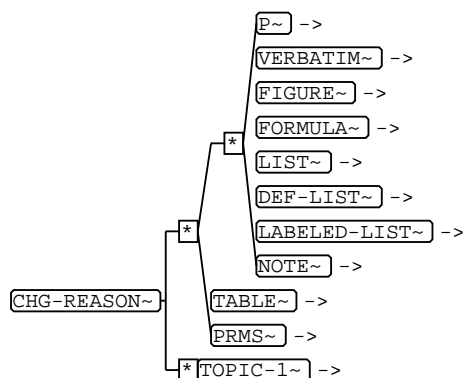 P~ ->
VERBATIM~ ->
FIGURE~ ->
FORMULA~ ->
*
LIST~ ->
DEF-LIST~ ->
* LABELED-LIST~ ->
NOTE~ ->
CHG-REASON~ TABLE~ ->
PRMS~ ->
* TOPIC-1~ ->